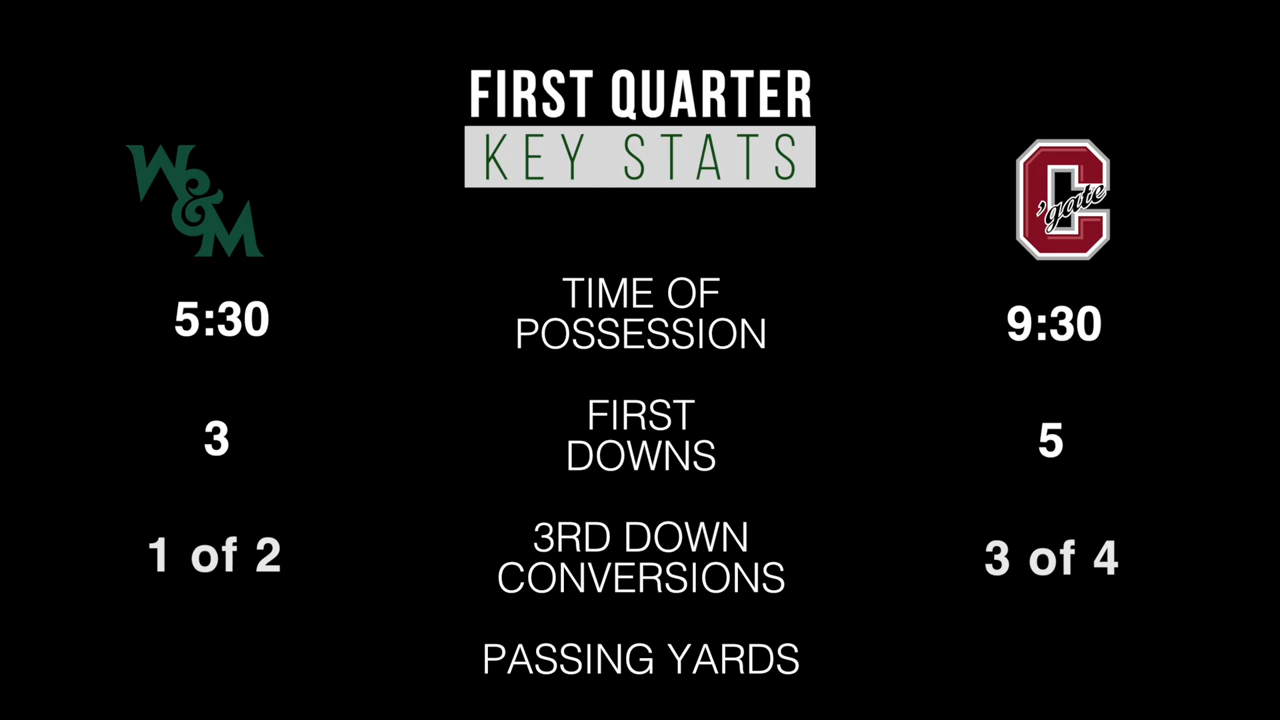 FIRST QUARTER
KEY STATS
W&M
C
'gate
5:30
TIME OF
POSSESSION
9:30
3
FIRST
DOWNS
5
1 of 2
3RD DOWN
CONVERSIONS
3 of 4
PASSING YARDS